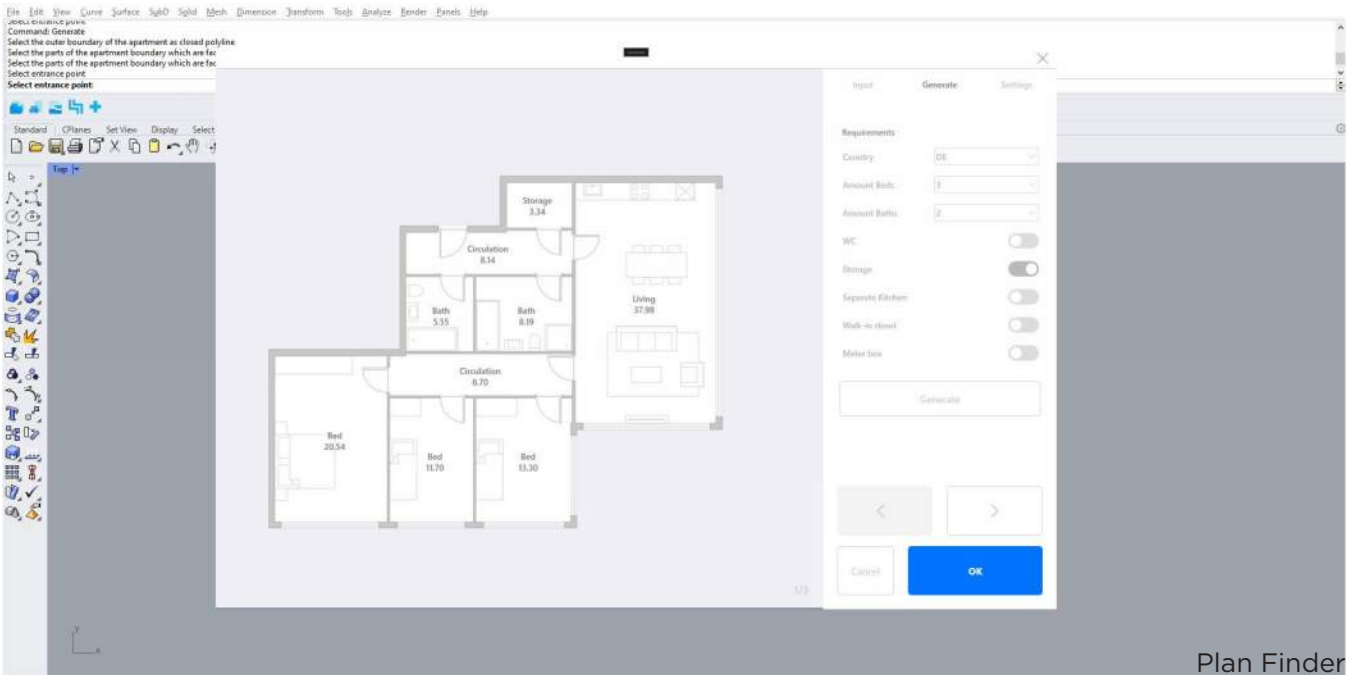 File Edit View Curve Surface SubD Solid Mesh Dimension Transform Tools Analyze Render Panels Help
Select entrance point
Command: Generate
Select the outer boundary of the apartment as closed polyline
Select the parts of the apartment boundary which are fac
Select the parts of the apartment boundary which are fac
Select entrance point
Select entrance point:
Standard CPlanes Set View Display Select
Top
Storage
3.34
Circulation
8.14
Bath
5.55
Bath
8.19
Living
37.98
Circulation
8.70
Bed
20.54
Bed
11.70
Bed
13.30
1/3
Input Generate Settings
Requirements
Country DE
Amount Beds 3
Amount Baths 2
WC
Storage
Separate Kitchen
Walk-in closet
Meter box
Generate
< >
Cancel OK
y
x
Plan Finder